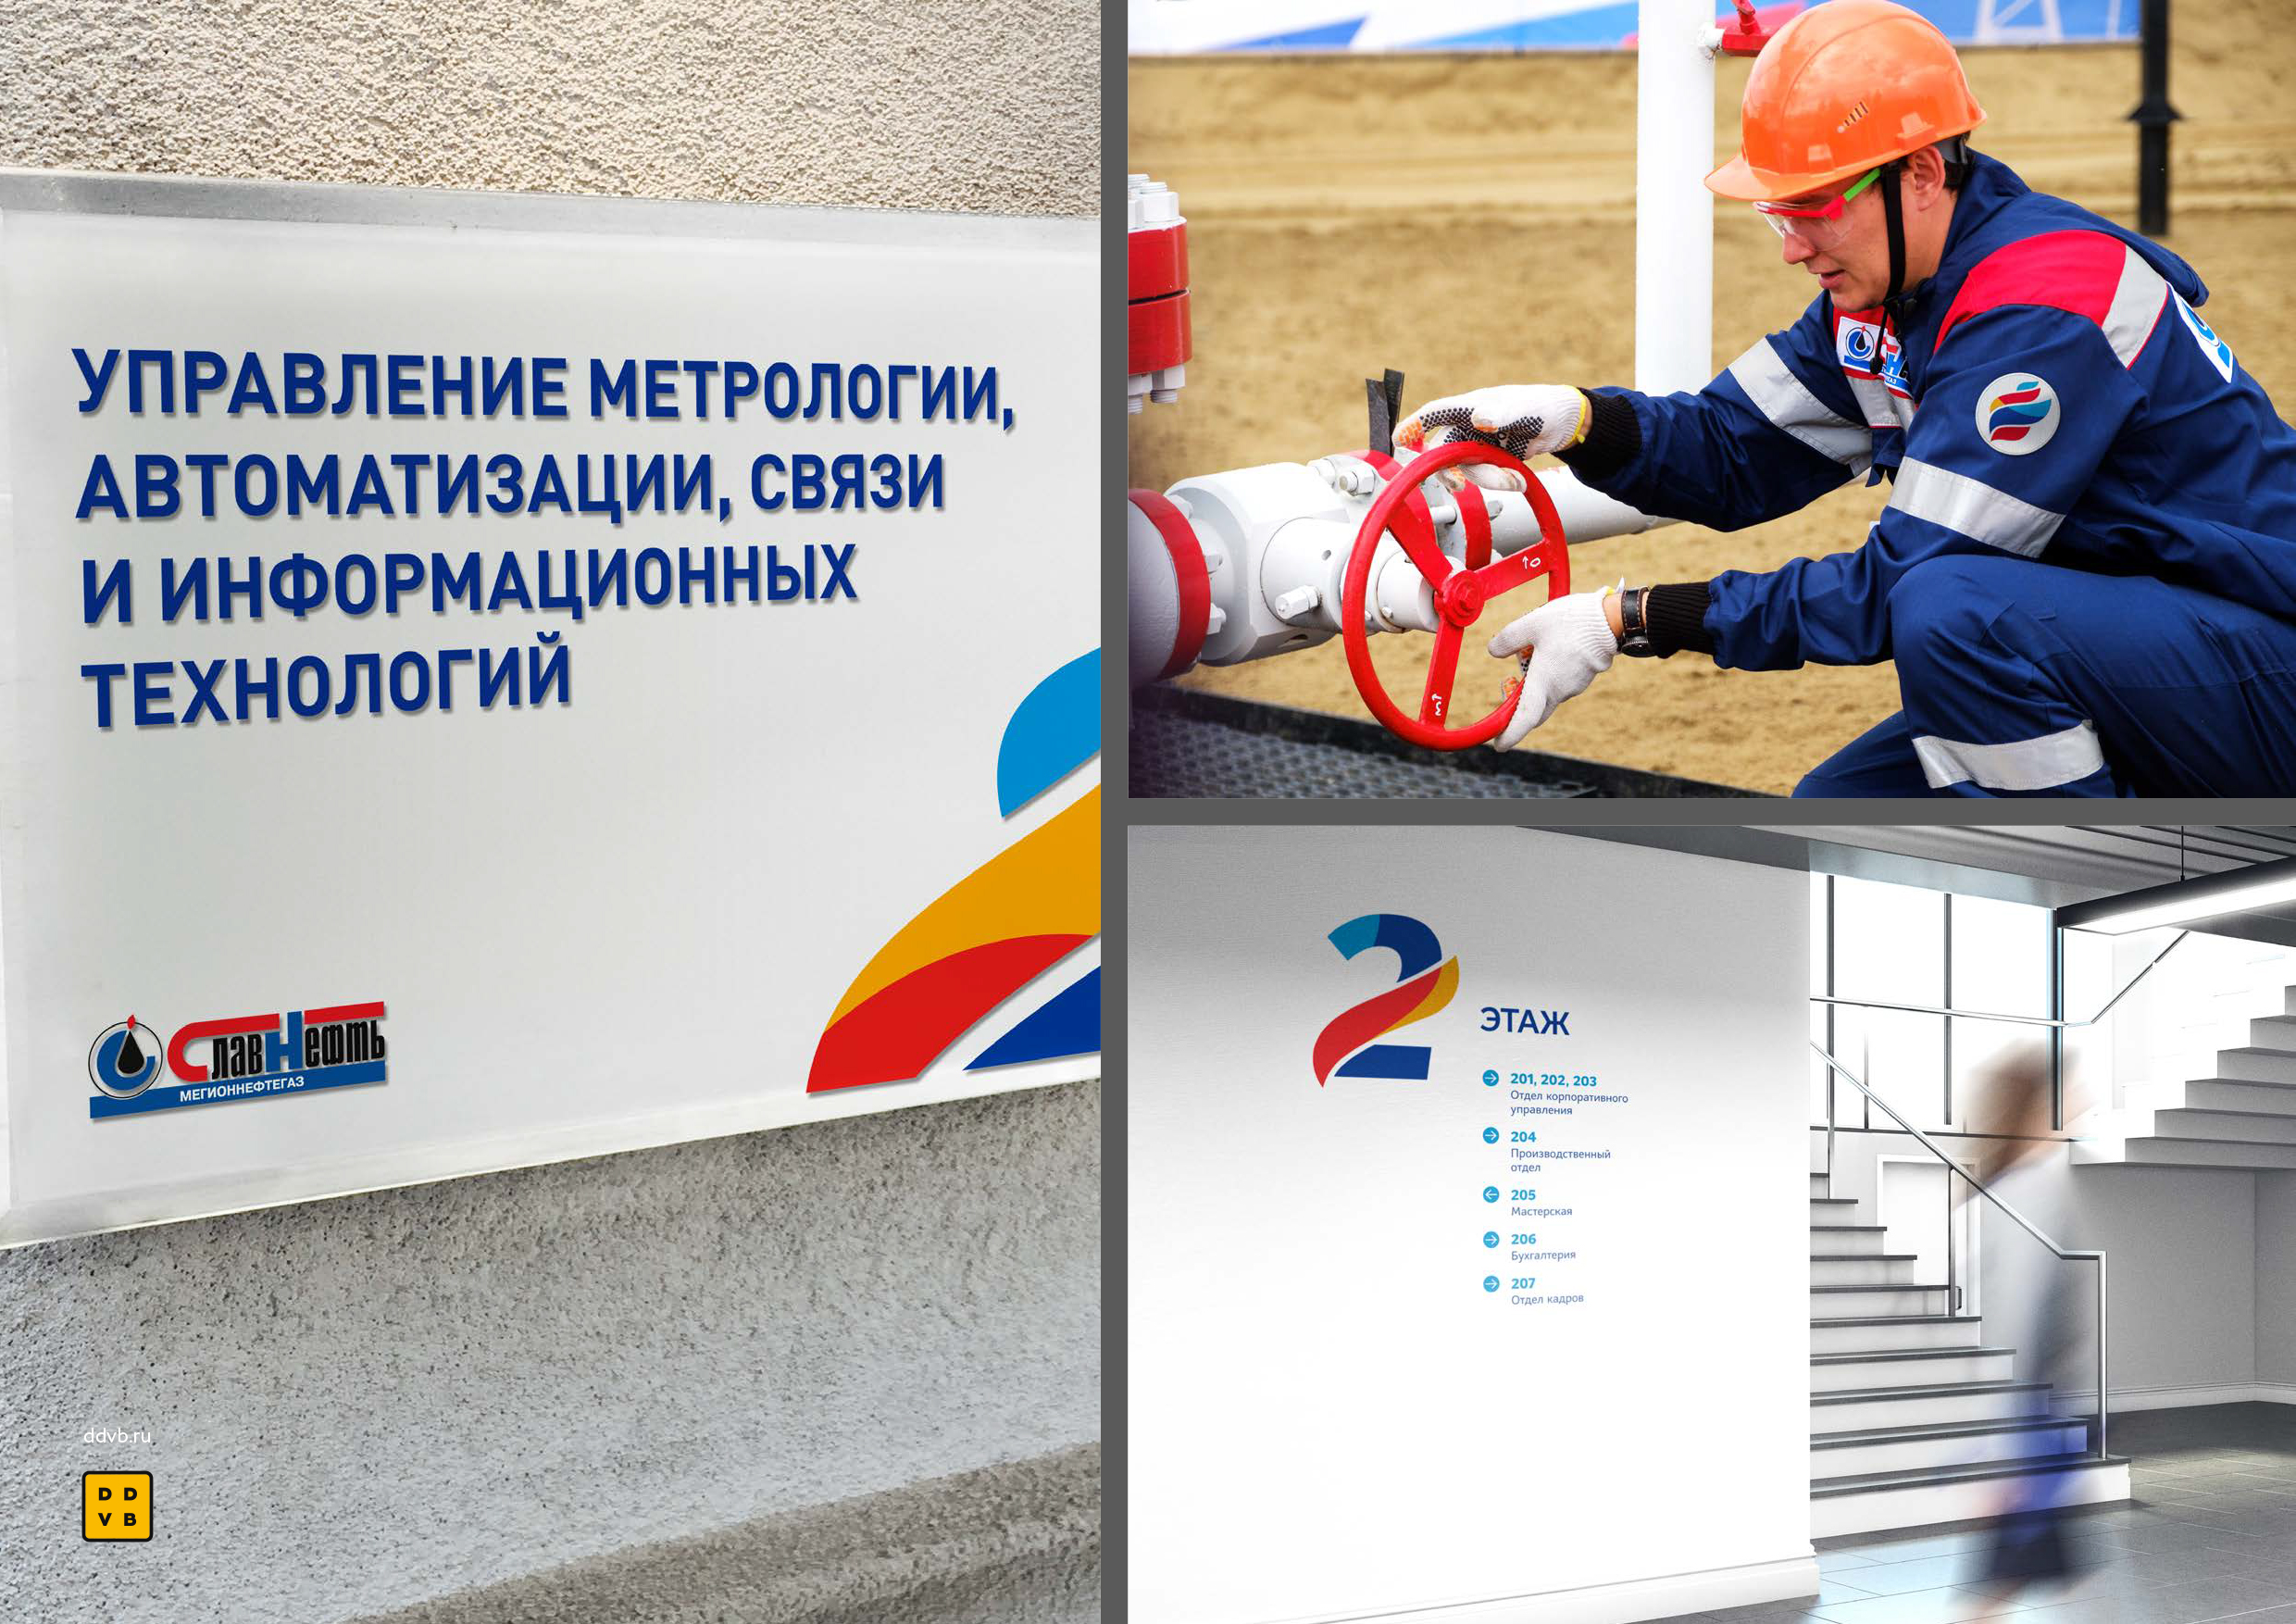 УПРАВЛЕНИЕ МЕТРОЛОГИИ,
АВТОМАТИЗАЦИИ, СВЯЗИ
И ИНФОРМАЦИОННЫХ
ТЕХНОЛОГИЙ
СлавНефть
МЕГИОННЕФТЕГАЗ
ddvb.ru
D D
V B
2
ЭТАЖ
201, 202, 203
Отдел корпоративного
управления
204
Производственный
отдел
205
Мастерская
206
Бухгалтерия
207
Отдел кадров